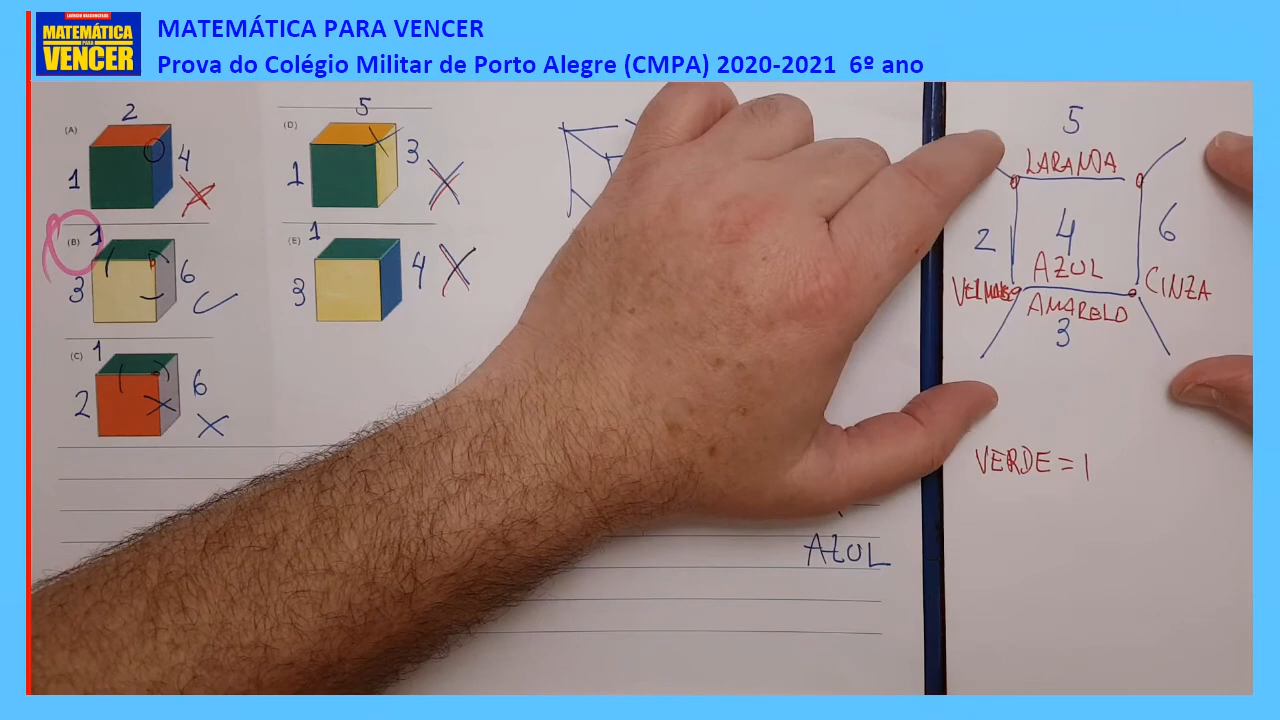 LAÉRCIO VASCONCELOS
MATEMÁTICA
PARA
VENCER
MATEMÁTICA PARA VENCER
Prova do Colégio Militar de Porto Alegre (CMPA) 2020-2021 6º ano
(A)
2
1
4
(B)
1
3
6
(C)
1
2
6
(D)
5
1
3
(E)
1
3
4
AZUL
5
LARANJA
2
4
6
AZUL
CINZA
AMARELO
3
VERDE = 1